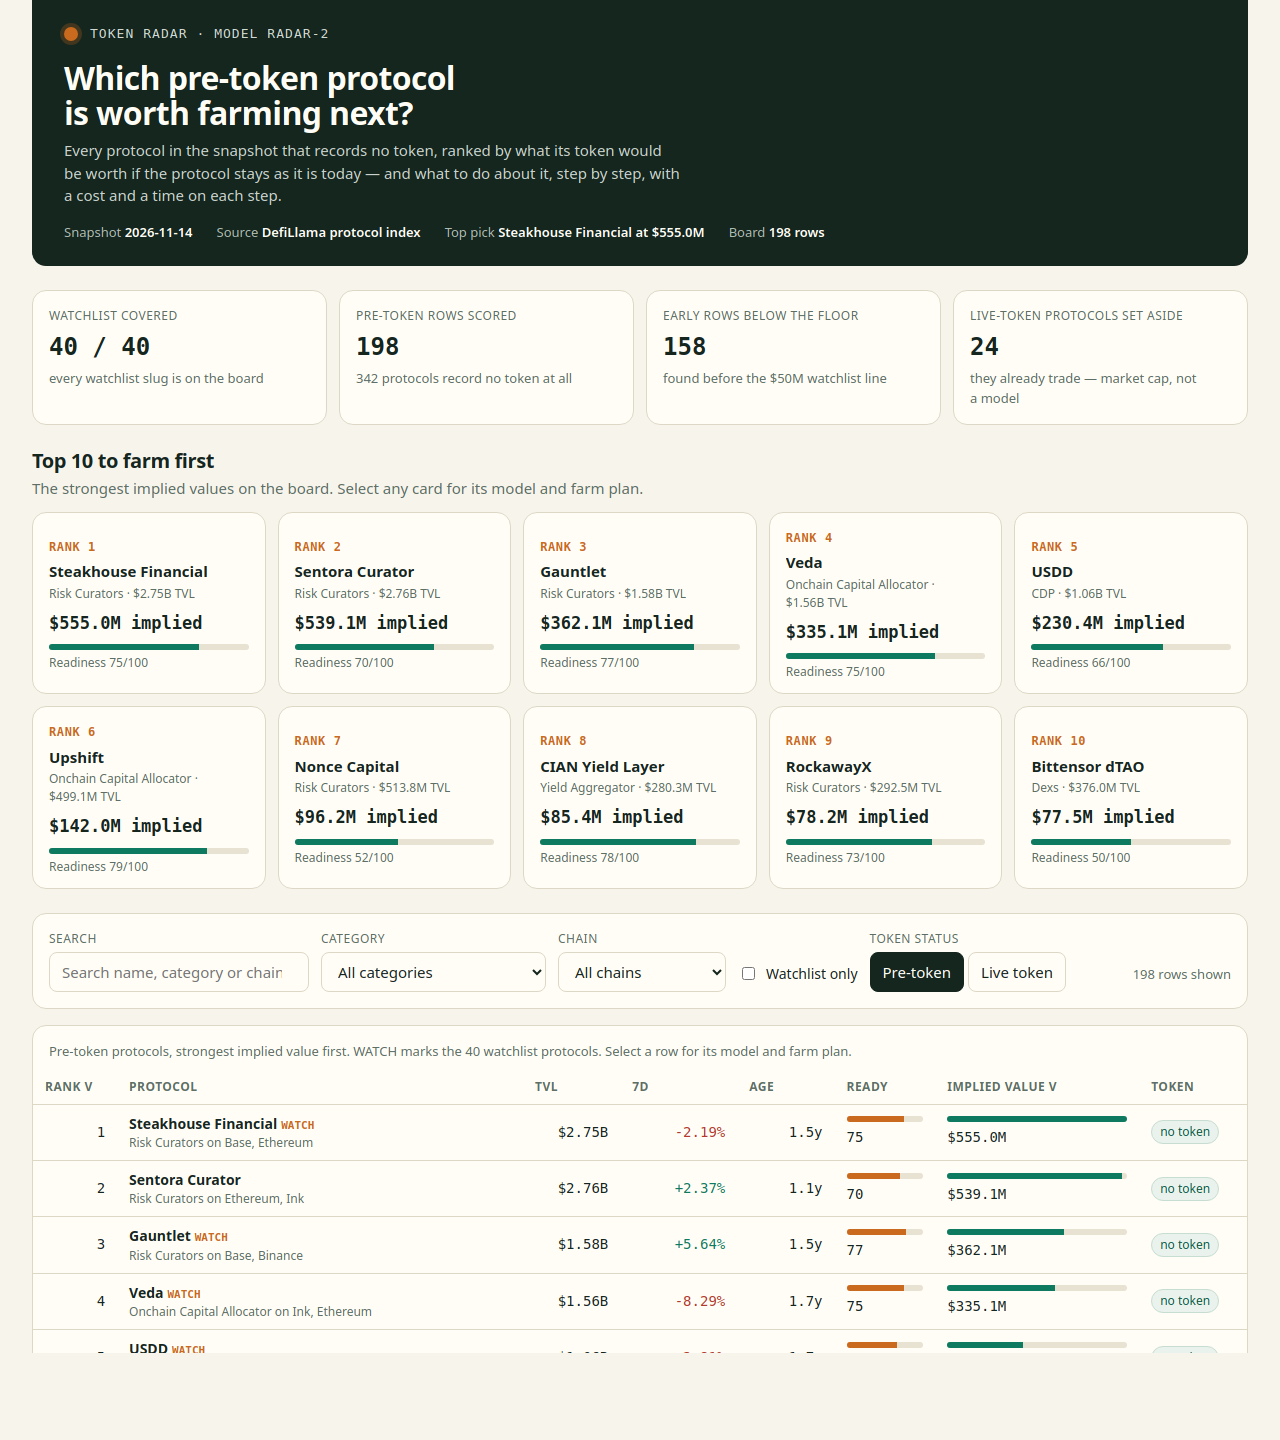 TOKEN RADAR · MODEL RADAR-2
Which pre-token protocol
is worth farming next?
Every protocol in the snapshot that records no token, ranked by what its token would
be worth if the protocol stays as it is today — and what to do about it, step by step, with
a cost and a time on each step.
Snapshot 2026-11-14 Source DefiLlama protocol index Top pick Steakhouse Financial at $555.0M Board 198 rows
WATCHLIST COVERED
40 / 40
every watchlist slug is on the board
PRE-TOKEN ROWS SCORED
198
342 protocols record no token at all
EARLY ROWS BELOW THE FLOOR
158
found before the $50M watchlist line
LIVE-TOKEN PROTOCOLS SET ASIDE
24
they already trade — market cap, not
a model
Top 10 to farm first
The strongest implied values on the board. Select any card for its model and farm plan.
RANK 1
Steakhouse Financial
Risk Curators · $2.75B TVL
$555.0M implied
Readiness 75/100
RANK 2
Sentora Curator
Risk Curators · $2.76B TVL
$539.1M implied
Readiness 70/100
RANK 3
Gauntlet
Risk Curators · $1.58B TVL
$362.1M implied
Readiness 77/100
RANK 4
Veda
Onchain Capital Allocator ·
$1.56B TVL
$335.1M implied
Readiness 75/100
RANK 5
USDD
CDP · $1.06B TVL
$230.4M implied
Readiness 66/100
RANK 6
Upshift
Onchain Capital Allocator ·
$499.1M TVL
$142.0M implied
Readiness 79/100
RANK 7
Nonce Capital
Risk Curators · $513.8M TVL
$96.2M implied
Readiness 52/100
RANK 8
CIAN Yield Layer
Yield Aggregator · $280.3M TVL
$85.4M implied
Readiness 78/100
RANK 9
RockawayX
Risk Curators · $292.5M TVL
$78.2M implied
Readiness 73/100
RANK 10
Bittensor dTAO
Dexs · $376.0M TVL
$77.5M implied
Readiness 50/100
SEARCH
Search name, category or chain
CATEGORY
All categories
CHAIN
All chains
Watchlist only
TOKEN STATUS
Pre-token Live token
198 rows shown
Pre-token protocols, strongest implied value first. WATCH marks the 40 watchlist protocols. Select a row for its model and farm plan.
RANK V PROTOCOL TVL 7D AGE READY IMPLIED VALUE V TOKEN
1 Steakhouse Financial WATCH $2.75B -2.19% 1.5y 75 $555.0M no token
Risk Curators on Base, Ethereum
2 Sentora Curator $2.76B +2.37% 1.1y 70 $539.1M no token
Risk Curators on Ethereum, Ink
3 Gauntlet WATCH $1.58B +5.64% 1.5y 77 $362.1M no token
Risk Curators on Base, Binance
4 Veda WATCH $1.56B -8.29% 1.7y 75 $335.1M no token
Onchain Capital Allocator on Ink, Ethereum
USDD WATCH